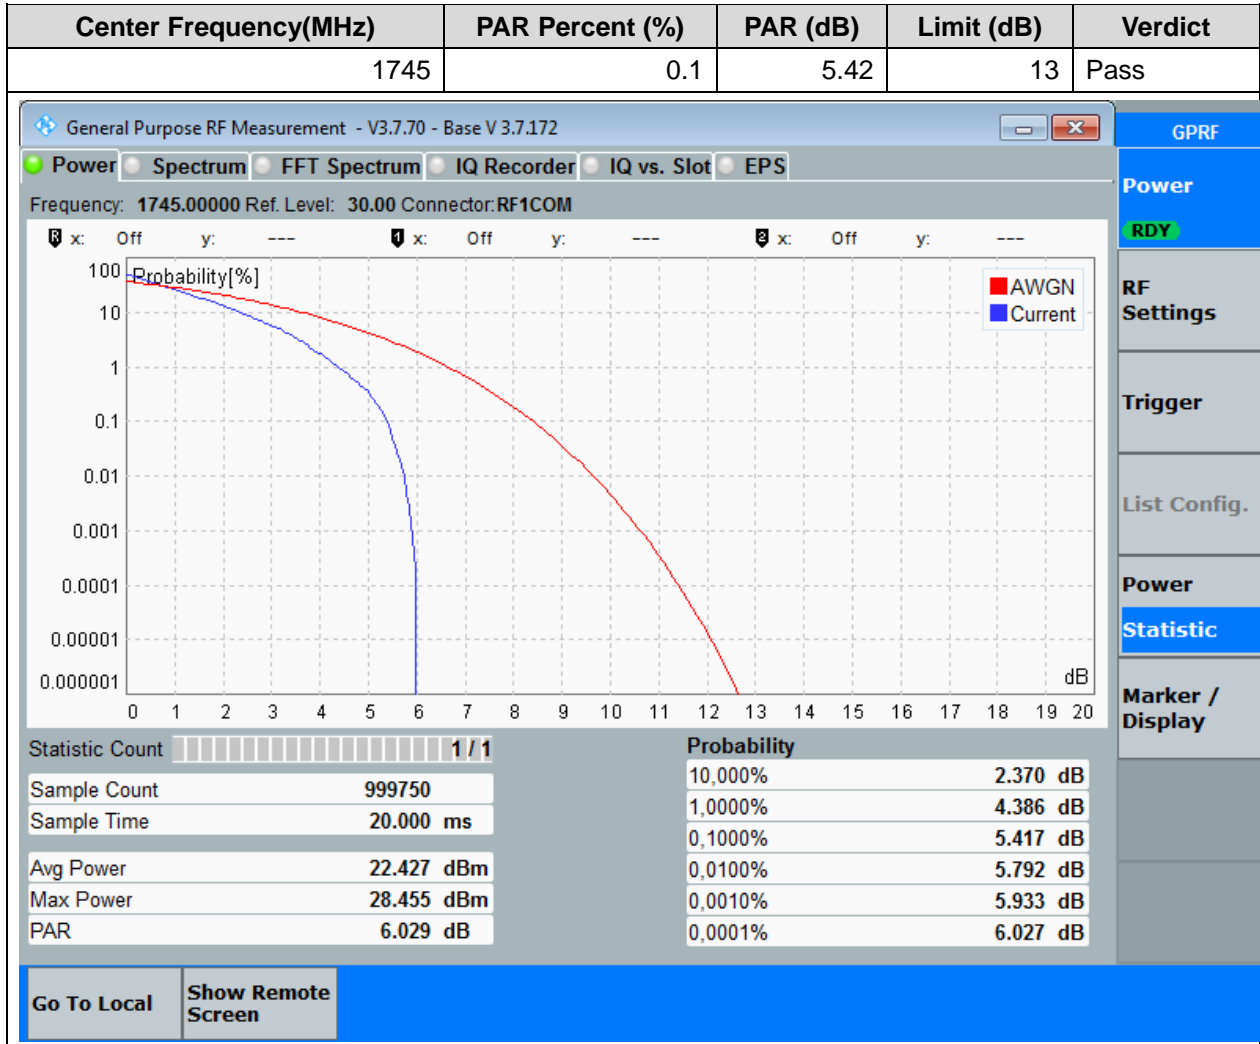 Center Frequency(MHz) PAR Percent (%) PAR (dB) Limit (dB) Verdict
1745 0.1 5.42 13 Pass
General Purpose RF Measurement - V3.7.70 - Base V 3.7.172
GPRF
Power Spectrum FFT Spectrum IQ Recorder IQ vs. Slot EPS
Power
RDY
Frequency: 1745.00000 Ref. Level: 30.00 Connector:RF1COM
R x: Off y: --- 1 x: Off y: --- 2 x: Off y: ---
Probability[%]
AWGN
Current
100
10
1
0.1
0.01
0.001
0.0001
0.00001
0.000001
dB
0 1 2 3 4 5 6 7 8 9 10 11 12 13 14 15 16 17 18 19 20
RF
Settings
Trigger
List Config.
Power
Statistic
Marker /
Display
Statistic Count 1 / 1
Sample Count 999750
Sample Time 20.000 ms
Avg Power 22.427 dBm
Max Power 28.455 dBm
PAR 6.029 dB
Probability
10,000% 2.370 dB
1,0000% 4.386 dB
0,1000% 5.417 dB
0,0100% 5.792 dB
0,0010% 5.933 dB
0,0001% 6.027 dB
Go To Local
Show Remote
Screen